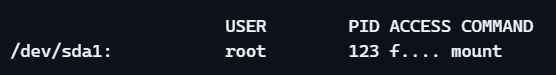 USER PID ACCESS COMMAND
/dev/sda1: root 123 f.... mount